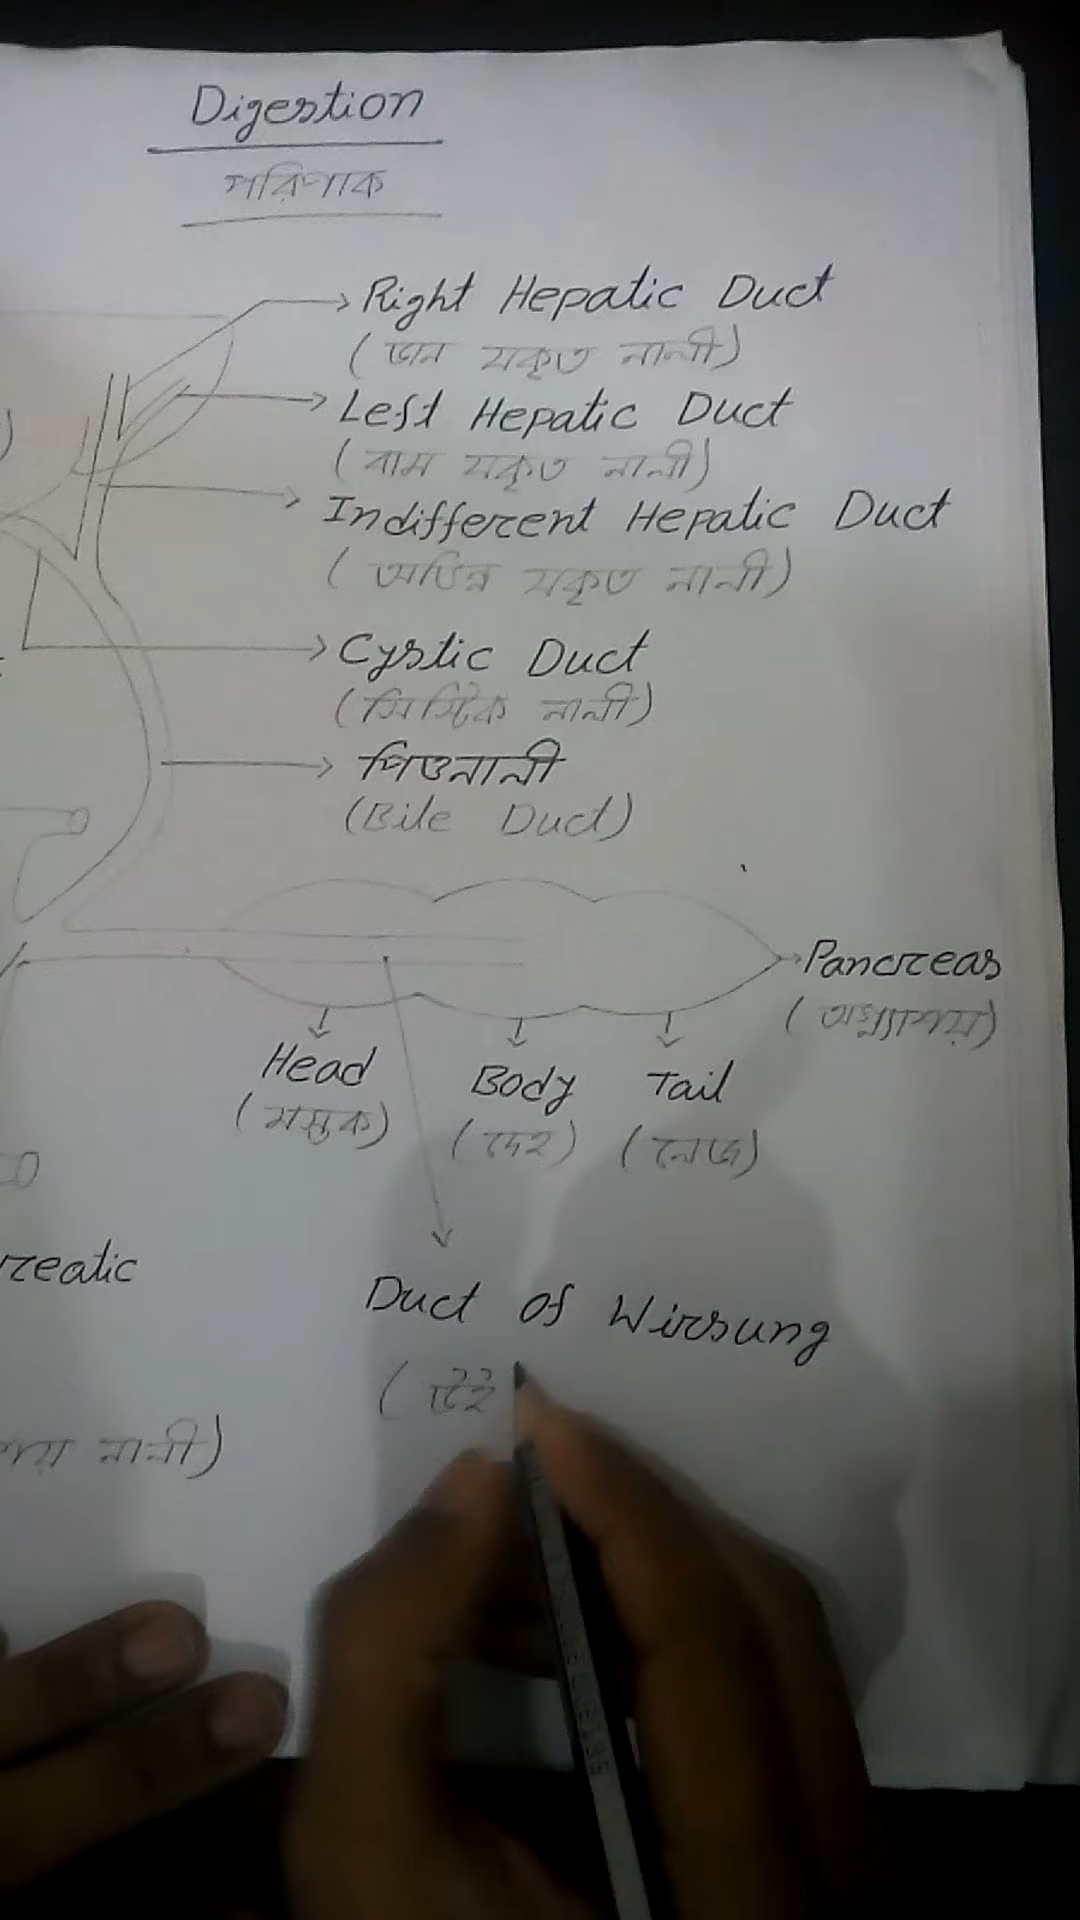 Digestion
পরিপাক
Right Hepatic Duct
(ডান যকৃত নালী)
Left Hepatic Duct
(বাম যকৃত নালী)
Indifferent Hepatic Duct
(অভিন্ন যকৃত নালী)
Cystic Duct
(সিস্টিক নালী)
পিত্তনালী
(Bile Duct)
Pancreas
(অগ্ন্যাশয়)
Head
(মস্তক)
Body
(দেহ)
Tail
(লেজ)
reatic
Duct of Wirsung
নালী)